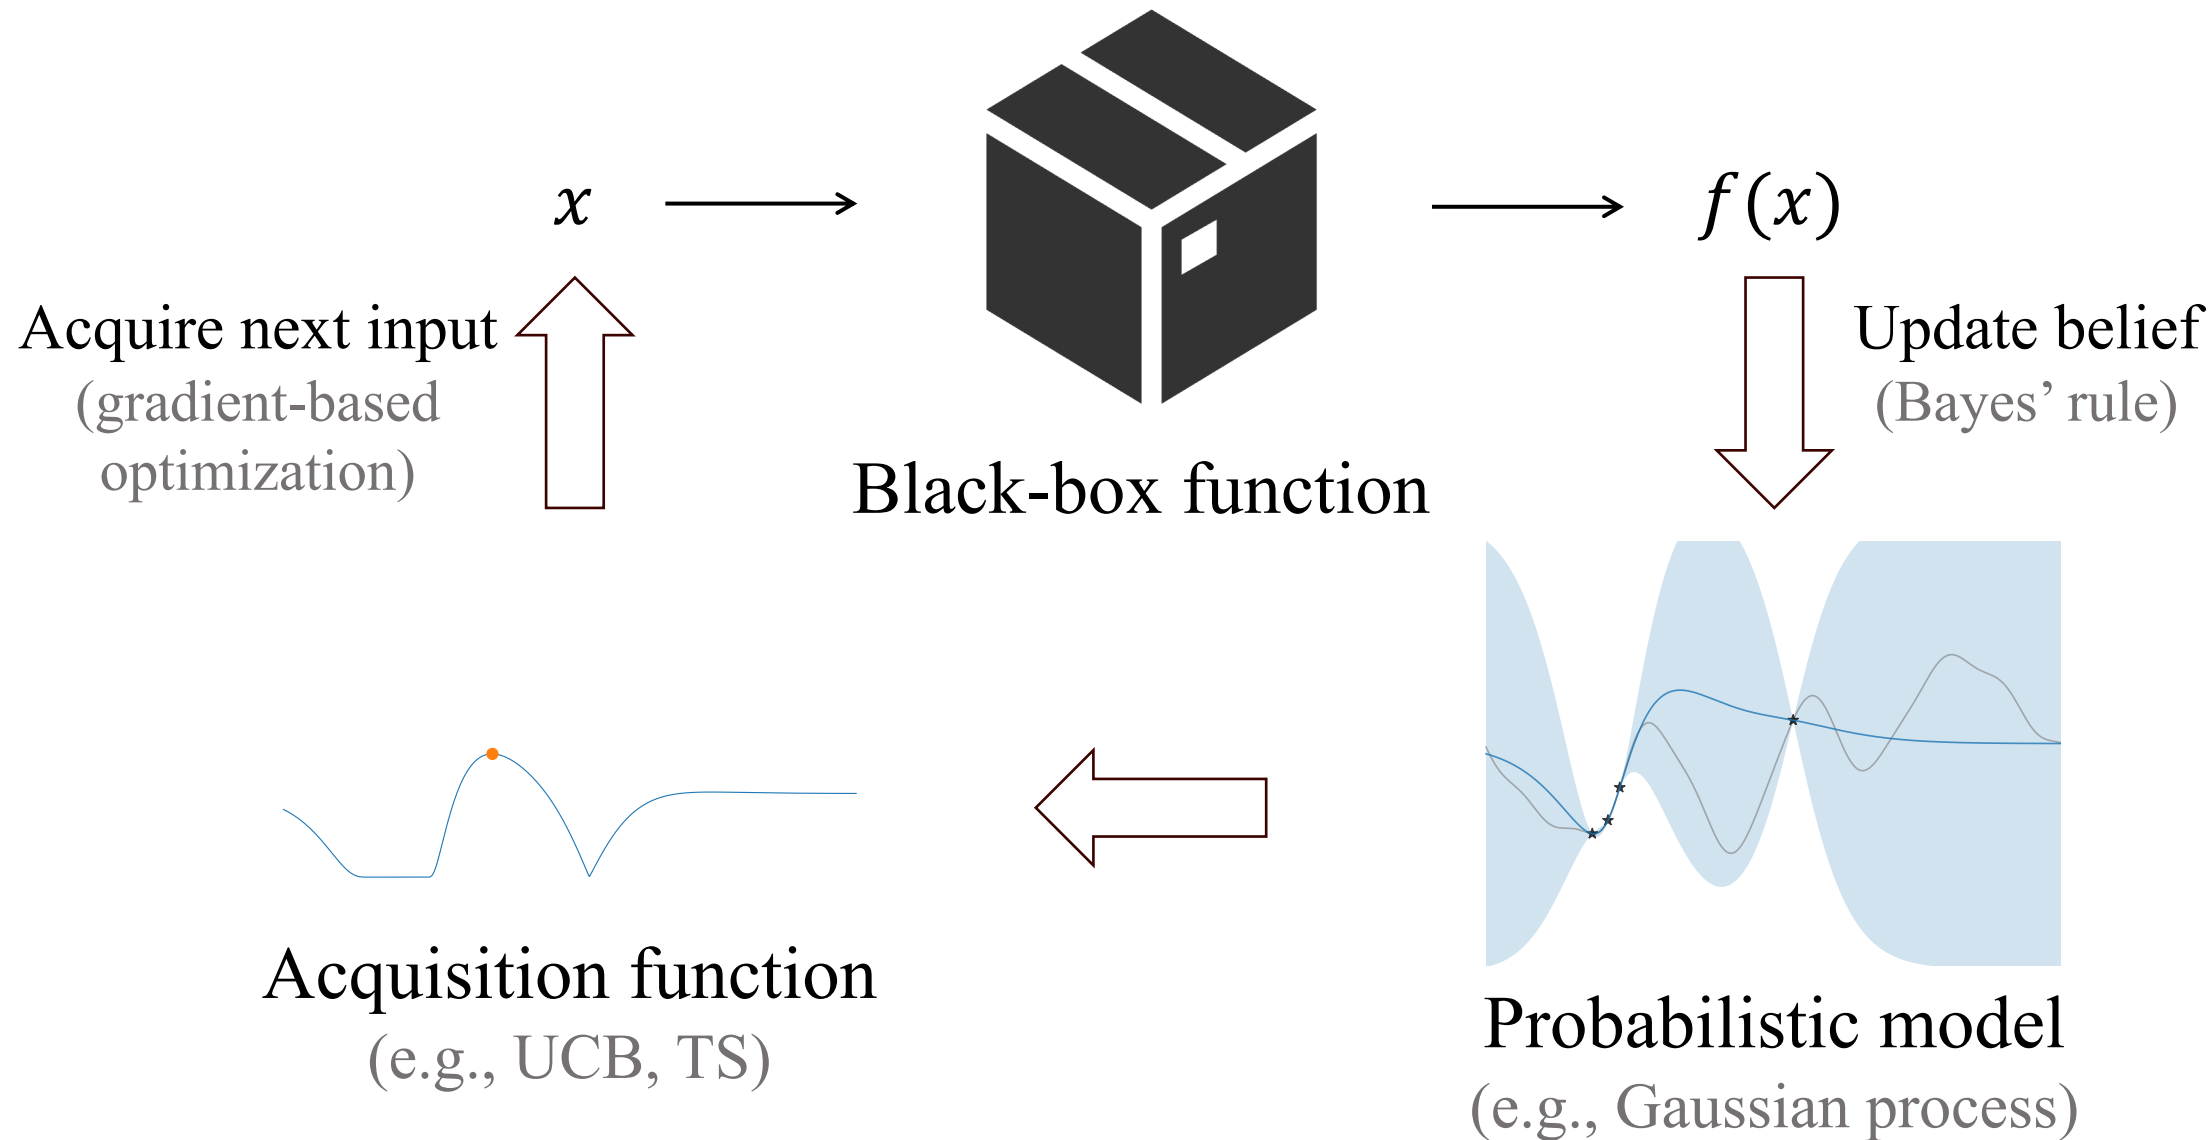 x
f(x)
Acquire next input
(gradient-based
optimization)
Black-box function
Update belief
(Bayes’ rule)
Acquisition function
(e.g., UCB, TS)
Probabilistic model
(e.g., Gaussian process)